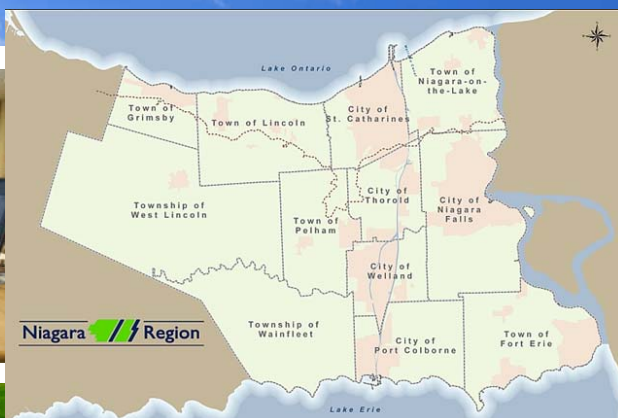 Lake Ontario
Town of
Niagara-on-
the-Lake
Town of
Grimsby
Town of Lincoln
City of
St. Catharines
Township of
West Lincoln
Town of
Pelham
City of
Thorold
City of
Niagara
Falls
City of
Welland
Niagara Region
Township of
Wainfleet
City of
Port Colborne
Town of
Fort Erie
Lake Erie